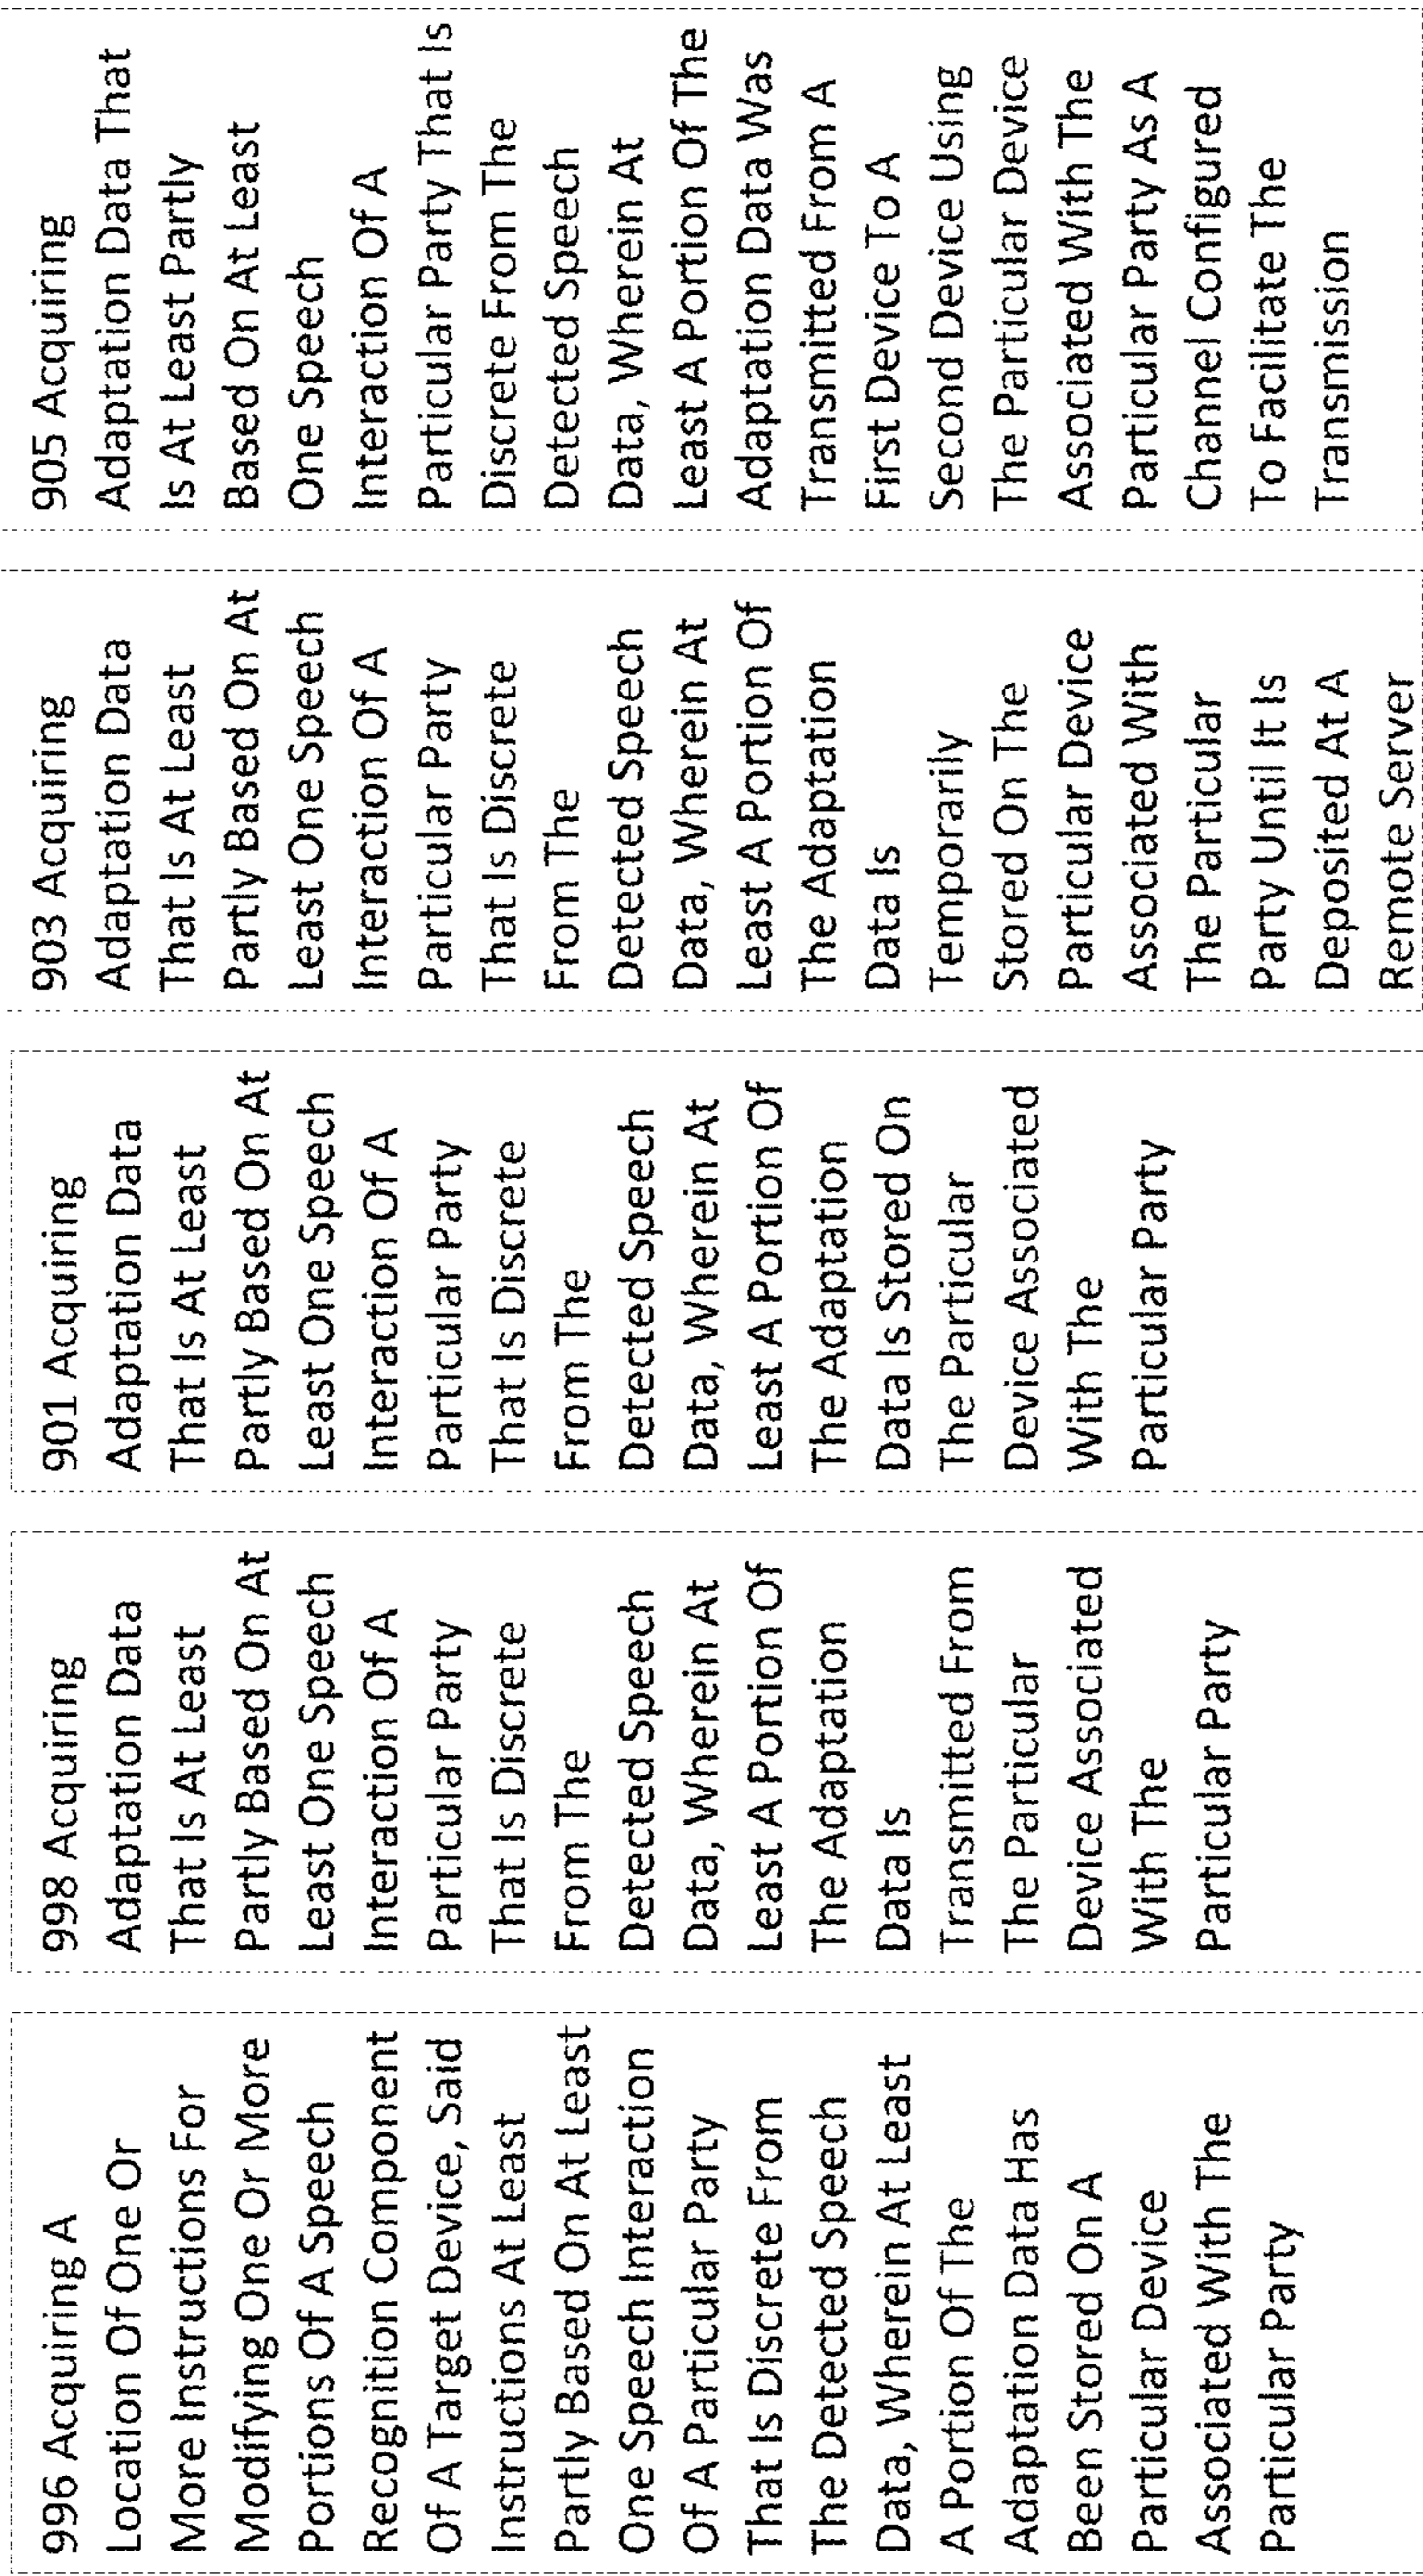 996 Acquiring A
Location Of One Or
More Instructions For
Modifying One Or More
Portions Of A Speech
Recognition Component
Of A Target Device, Said
Instructions At Least
Partly Based On At Least
One Speech Interaction
Of A Particular Party
That Is Discrete From
The Detected Speech
Data, Wherein At Least
A Portion Of The
Adaptation Data Has
Been Stored On A
Particular Device
Associated With The
Particular Party
998 Acquiring
Adaptation Data
That Is At Least
Partly Based On At
Least One Speech
Interaction Of A
Particular Party
That Is Discrete
From The
Detected Speech
Data, Wherein At
Least A Portion Of
The Adaptation
Data Is
Transmitted From
The Particular
Device Associated
With The
Particular Party
901 Acquiring
Adaptation Data
That Is At Least
Partly Based On At
Least One Speech
Interaction Of A
Particular Party
That Is Discrete
From The
Detected Speech
Data, Wherein At
Least A Portion Of
The Adaptation
Data Is Stored On
The Particular
Device Associated
With The
Particular Party
903 Acquiring
Adaptation Data
That Is At Least
Partly Based On At
Least One Speech
Interaction Of A
Particular Party
That Is Discrete
From The
Detected Speech
Data, Wherein At
Least A Portion Of
The Adaptation
Data Is
Temporarily
Stored On The
Particular Device
Associated With
The Particular
Party Until It Is
Deposited At A
Remote Server
905 Acquiring
Adaptation Data That
Is At Least Partly
Based On At Least
One Speech
Interaction Of A
Particular Party That Is
Discrete From The
Detected Speech
Data, Wherein At
Least A Portion Of The
Adaptation Data Was
Transmitted From A
First Device To A
Second Device Using
The Particular Device
Associated With The
Particular Party As A
Channel Configured
To Facilitate The
Transmission